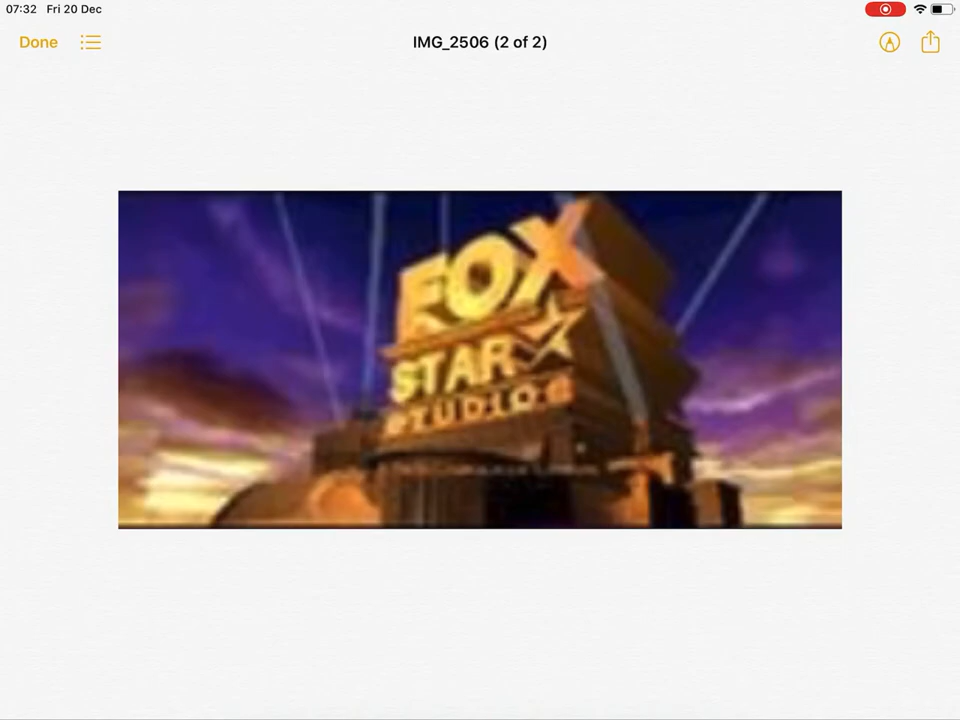 07:32 Fri 20 Dec
Done
IMG_2506 (2 of 2)
FOX
STAR
STUDIOS